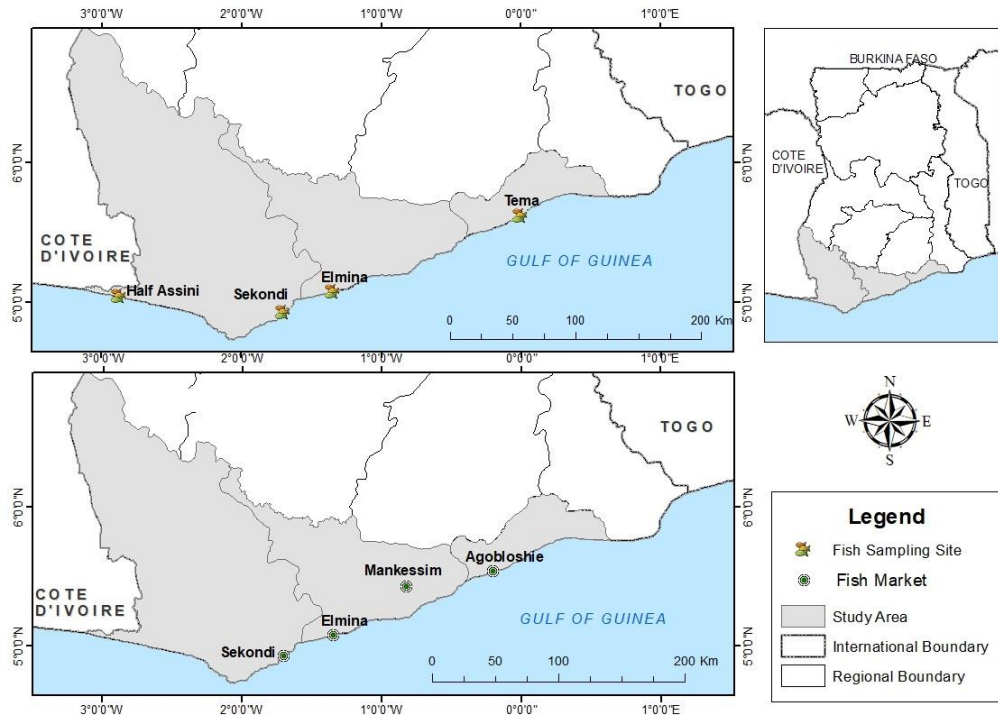 3°0'0"W 2°0'0"W 1°0'0"W 0°0'0" 1°0'0"E
6°0'0"N
5°0'0"N
6°0'0"N
5°0'0"N
TOGO
Tema
COTE
D'IVOIRE
Half Assini
Sekondi
Elmina
GULF OF GUINEA
0 50 100 200 Km
3°0'0"W 2°0'0"W 1°0'0"W 0°0'0" 1°0'0"E
TOGO
6°0'0"N
5°0'0"N
6°0'0"N
5°0'0"N
Agobloshie
Mankessim
COTE
D'IVOIRE
Elmina
Sekondi
GULF OF GUINEA
0 50 100 200 Km
3°0'0"W 2°0'0"W 1°0'0"W 0°0'0" 1°0'0"E
BURKINA FASO
COTE
D'IVOIRE
TOGO
N
W E
S
Legend
Fish Sampling Site
Fish Market
Study Area
International Boundary
Regional Boundary